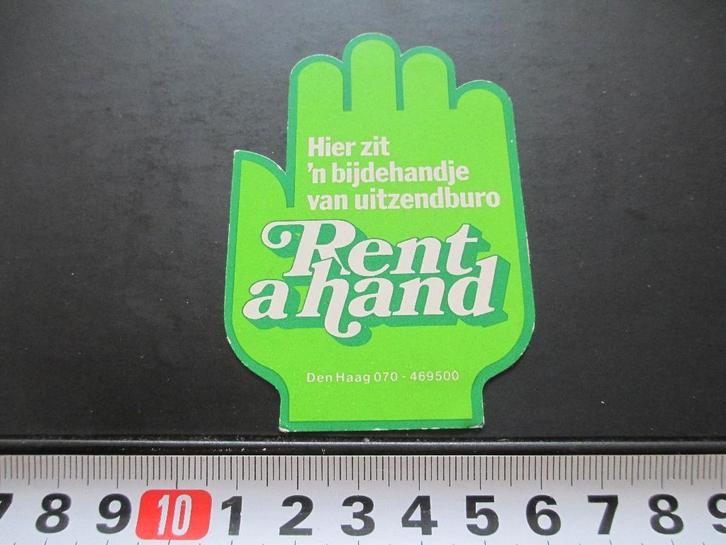 Hier zit
'n bijdehandje
van uitzendburo
Rent
a hand
Den Haag 070 - 469500
7 8 9 10 1 2 3 4 5 6 7 8 9